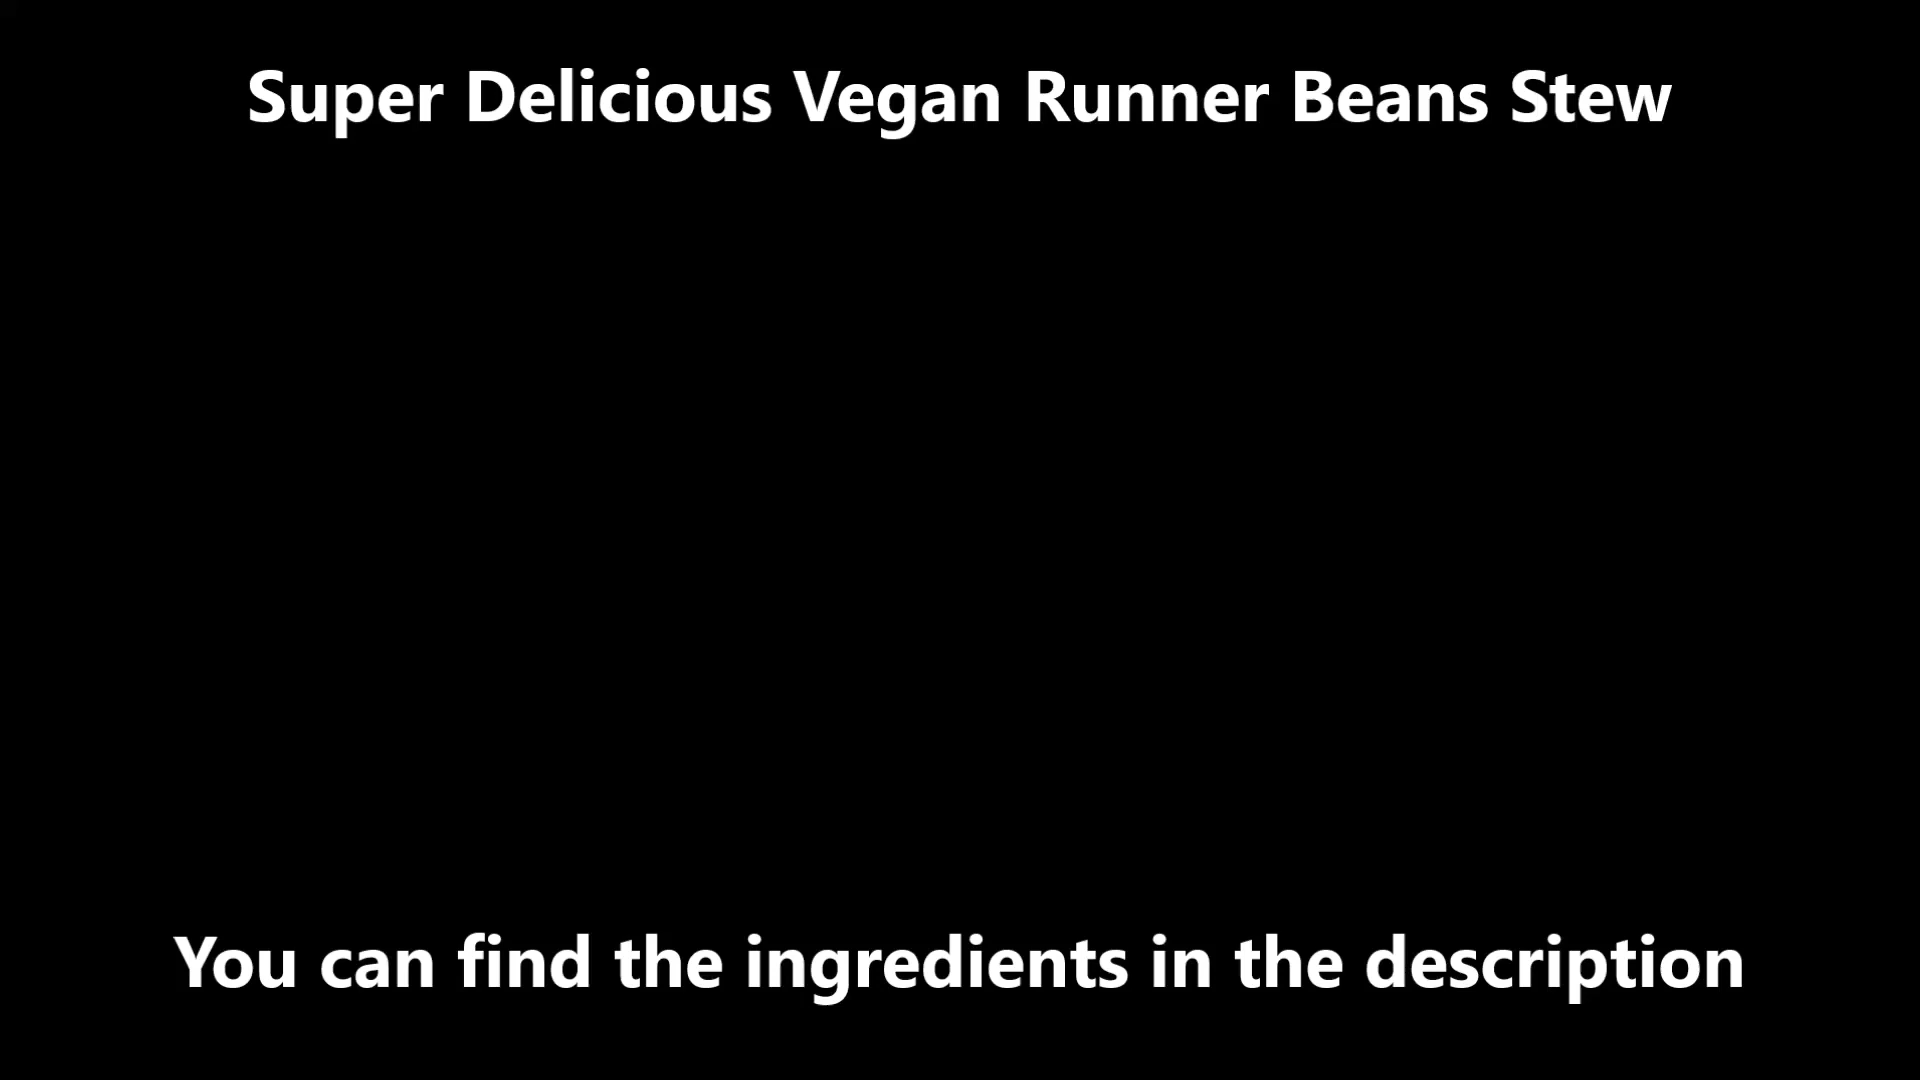 Super Delicious Vegan Runner Beans Stew
You can find the ingredients in the description